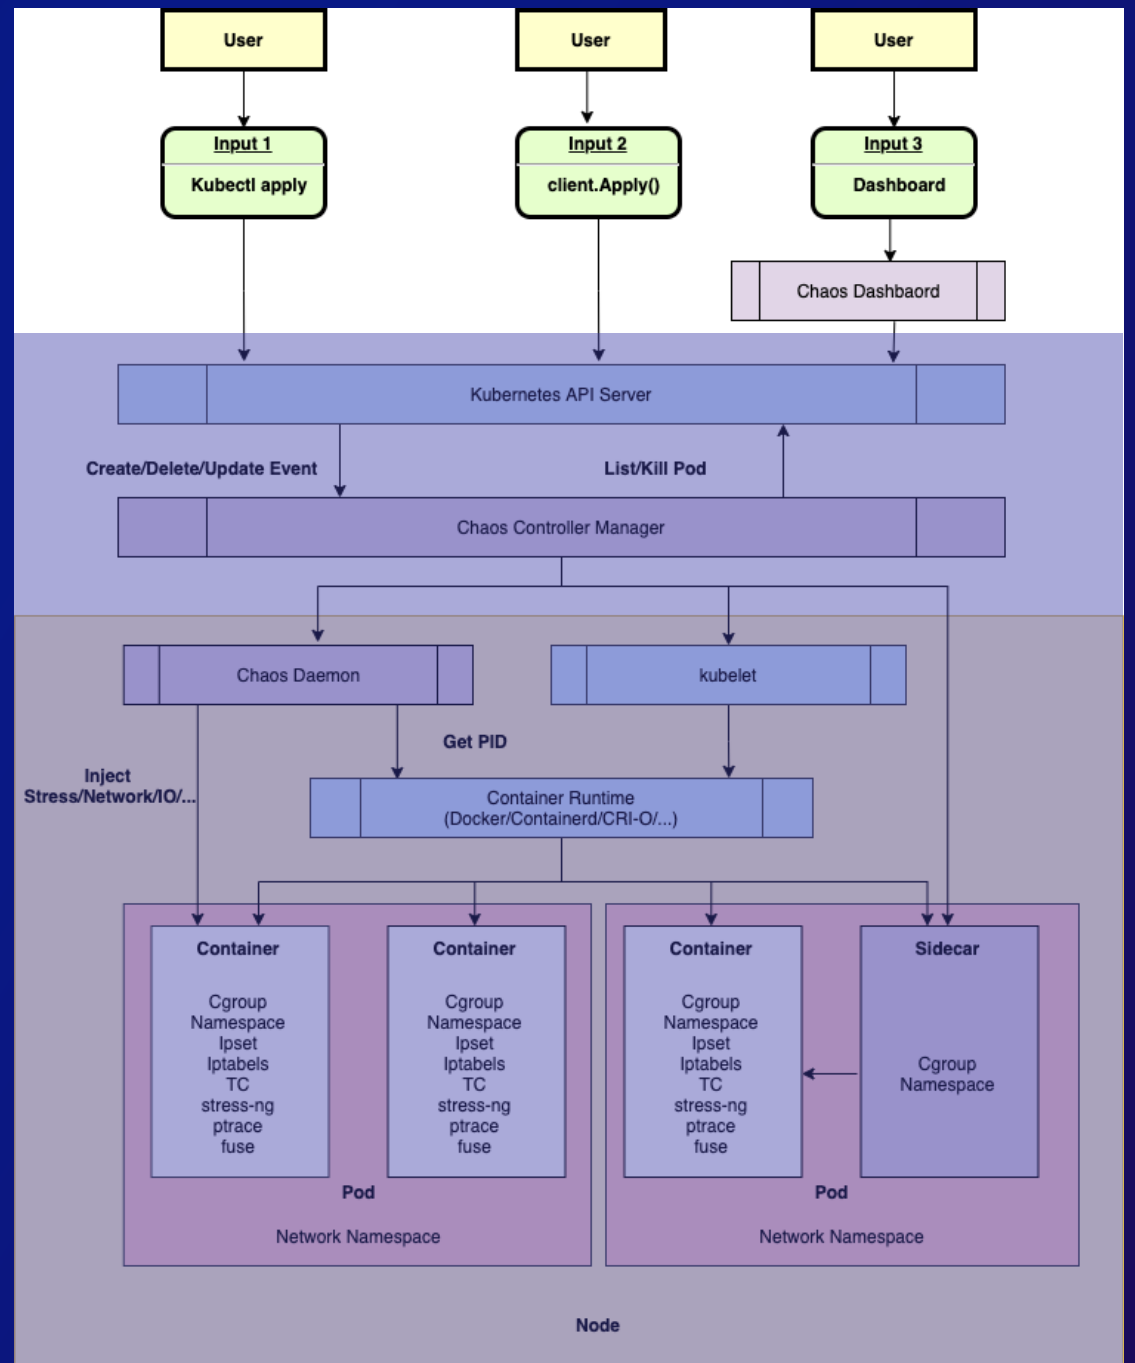 User
User
User
Input 1
Kubectl apply
Input 2
client.Apply()
Input 3
Dashboard
Chaos Dashbaord
Kubernetes API Server
Create/Delete/Update Event
List/Kill Pod
Chaos Controller Manager
Chaos Daemon
kubelet
Get PID
Inject
Stress/Network/IO/...
Container Runtime
(Docker/Containerd/CRI-O/...)
Container
Cgroup
Namespace
Ipset
Iptabels
TC
stress-ng
ptrace
fuse
Container
Cgroup
Namespace
Ipset
Iptabels
TC
stress-ng
ptrace
fuse
Pod
Network Namespace
Container
Cgroup
Namespace
Ipset
Iptabels
TC
stress-ng
ptrace
fuse
Sidecar
Cgroup
Namespace
Pod
Network Namespace
Node